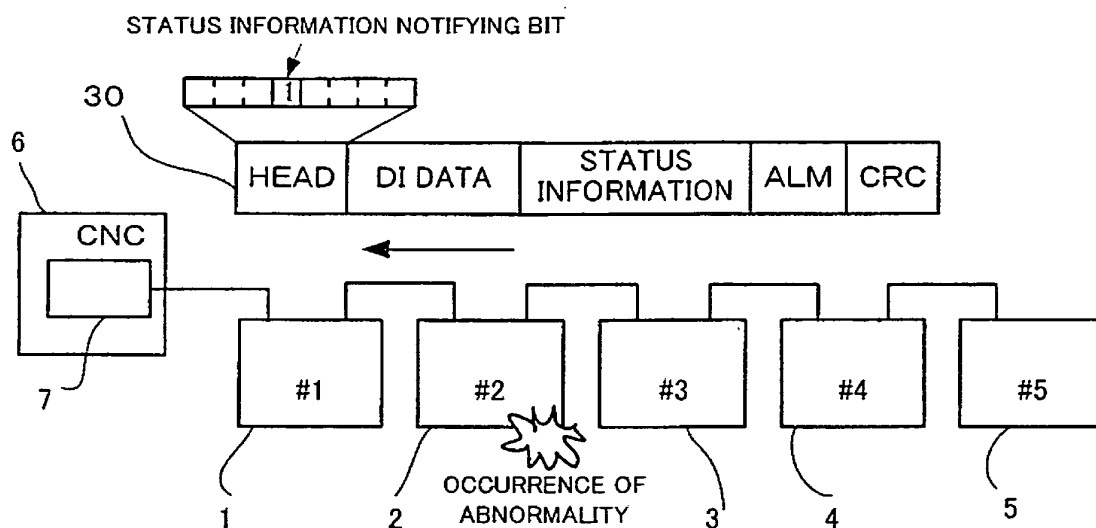 STATUS INFORMATION NOTIFYING BIT
1
30
HEAD
DI DATA
STATUS
INFORMATION
ALM
CRC
6
CNC
7
#1
#2
#3
#4
#5
1
2
OCCURRENCE OF
ABNORMALITY
3
4
5